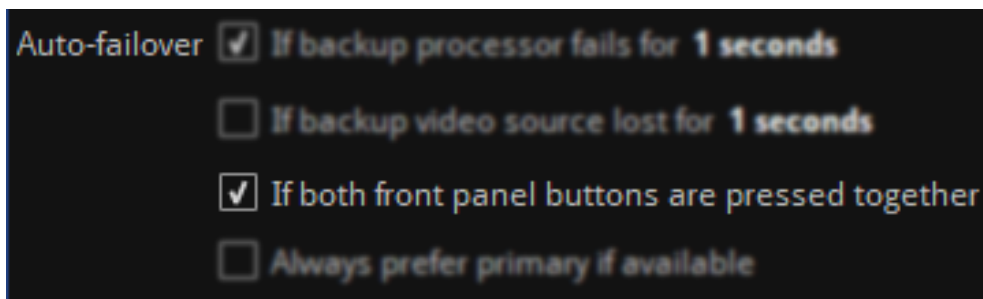 Auto-failover If backup processor fails for 1 seconds
If backup video source lost for 1 seconds
If both front panel buttons are pressed together
Always prefer primary if available